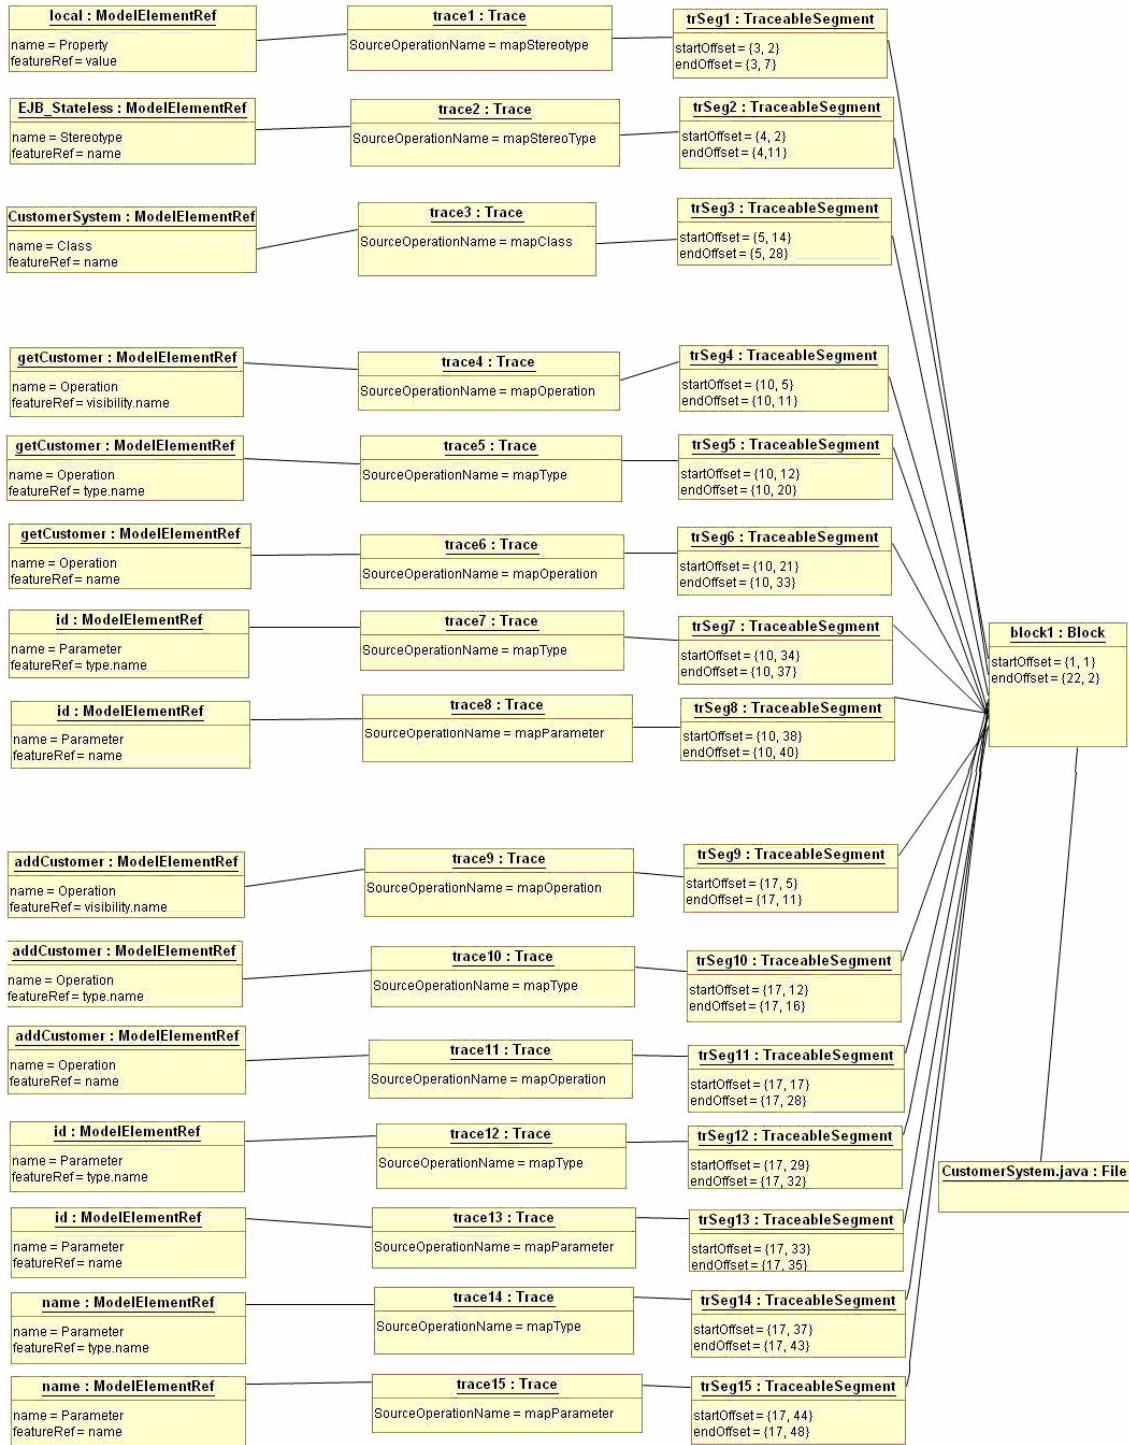 local : ModelElementRef
name = Property
featureRef = value
trace1 : Trace
SourceOperationName = mapStereotype
trSeg1 : TraceableSegment
startOffset = {3, 2}
endOffset = {3, 7}
EJB_Stateless : ModelElementRef
name = Stereotype
featureRef = name
trace2 : Trace
SourceOperationName = mapStereoType
trSeg2 : TraceableSegment
startOffset = {4, 2}
endOffset = {4,11}
CustomerSystem : ModelElementRef
name = Class
featureRef = name
trace3 : Trace
SourceOperationName = mapClass
trSeg3 : TraceableSegment
startOffset = {5, 14}
endOffset = {5, 28}
getCustomer : ModelElementRef
name = Operation
featureRef = visibility.name
trace4 : Trace
SourceOperationName = mapOperation
trSeg4 : TraceableSegment
startOffset = {10, 5}
endOffset = {10, 11}
getCustomer : ModelElementRef
name = Operation
featureRef = type.name
trace5 : Trace
SourceOperationName = mapType
trSeg5 : TraceableSegment
startOffset = {10, 12}
endOffset = {10, 20}
getCustomer : ModelElementRef
name = Operation
featureRef = name
trace6 : Trace
SourceOperationName = mapOperation
trSeg6 : TraceableSegment
startOffset = {10, 21}
endOffset = {10, 33}
id : ModelElementRef
name = Parameter
featureRef = type.name
trace7 : Trace
SourceOperationName = mapType
trSeg7 : TraceableSegment
startOffset = {10, 34}
endOffset = {10, 37}
block1 : Block
startOffset = {1, 1}
endOffset = {22, 2}
id : ModelElementRef
name = Parameter
featureRef = name
trace8 : Trace
SourceOperationName = mapParameter
trSeg8 : TraceableSegment
startOffset = {10, 38}
endOffset = {10, 40}
addCustomer : ModelElementRef
name = Operation
featureRef = visibility.name
trace9 : Trace
SourceOperationName = mapOperation
trSeg9 : TraceableSegment
startOffset = {17, 5}
endOffset = {17, 11}
addCustomer : ModelElementRef
name = Operation
featureRef = type.name
trace10 : Trace
SourceOperationName = mapType
trSeg10 : TraceableSegment
startOffset = {17, 12}
endOffset = {17, 16}
addCustomer : ModelElementRef
name = Operation
featureRef = name
trace11 : Trace
SourceOperationName = mapOperation
trSeg11 : TraceableSegment
startOffset = {17, 17}
endOffset = {17, 28}
id : ModelElementRef
name = Parameter
featureRef = type.name
trace12 : Trace
SourceOperationName = mapType
trSeg12 : TraceableSegment
startOffset = {17, 29}
endOffset = {17, 32}
CustomerSystem.java : File
id : ModelElementRef
name = Parameter
featureRef = name
trace13 : Trace
SourceOperationName = mapParameter
trSeg13 : TraceableSegment
startOffset = {17, 33}
endOffset = {17, 35}
name : ModelElementRef
name = Parameter
featureRef = type.name
trace14 : Trace
SourceOperationName = mapType
trSeg14 : TraceableSegment
startOffset = {17, 37}
endOffset = {17, 43}
name : ModelElementRef
name = Parameter
featureRef = name
trace15 : Trace
SourceOperationName = mapParameter
trSeg15 : TraceableSegment
startOffset = {17, 44}
endOffset = {17, 48}